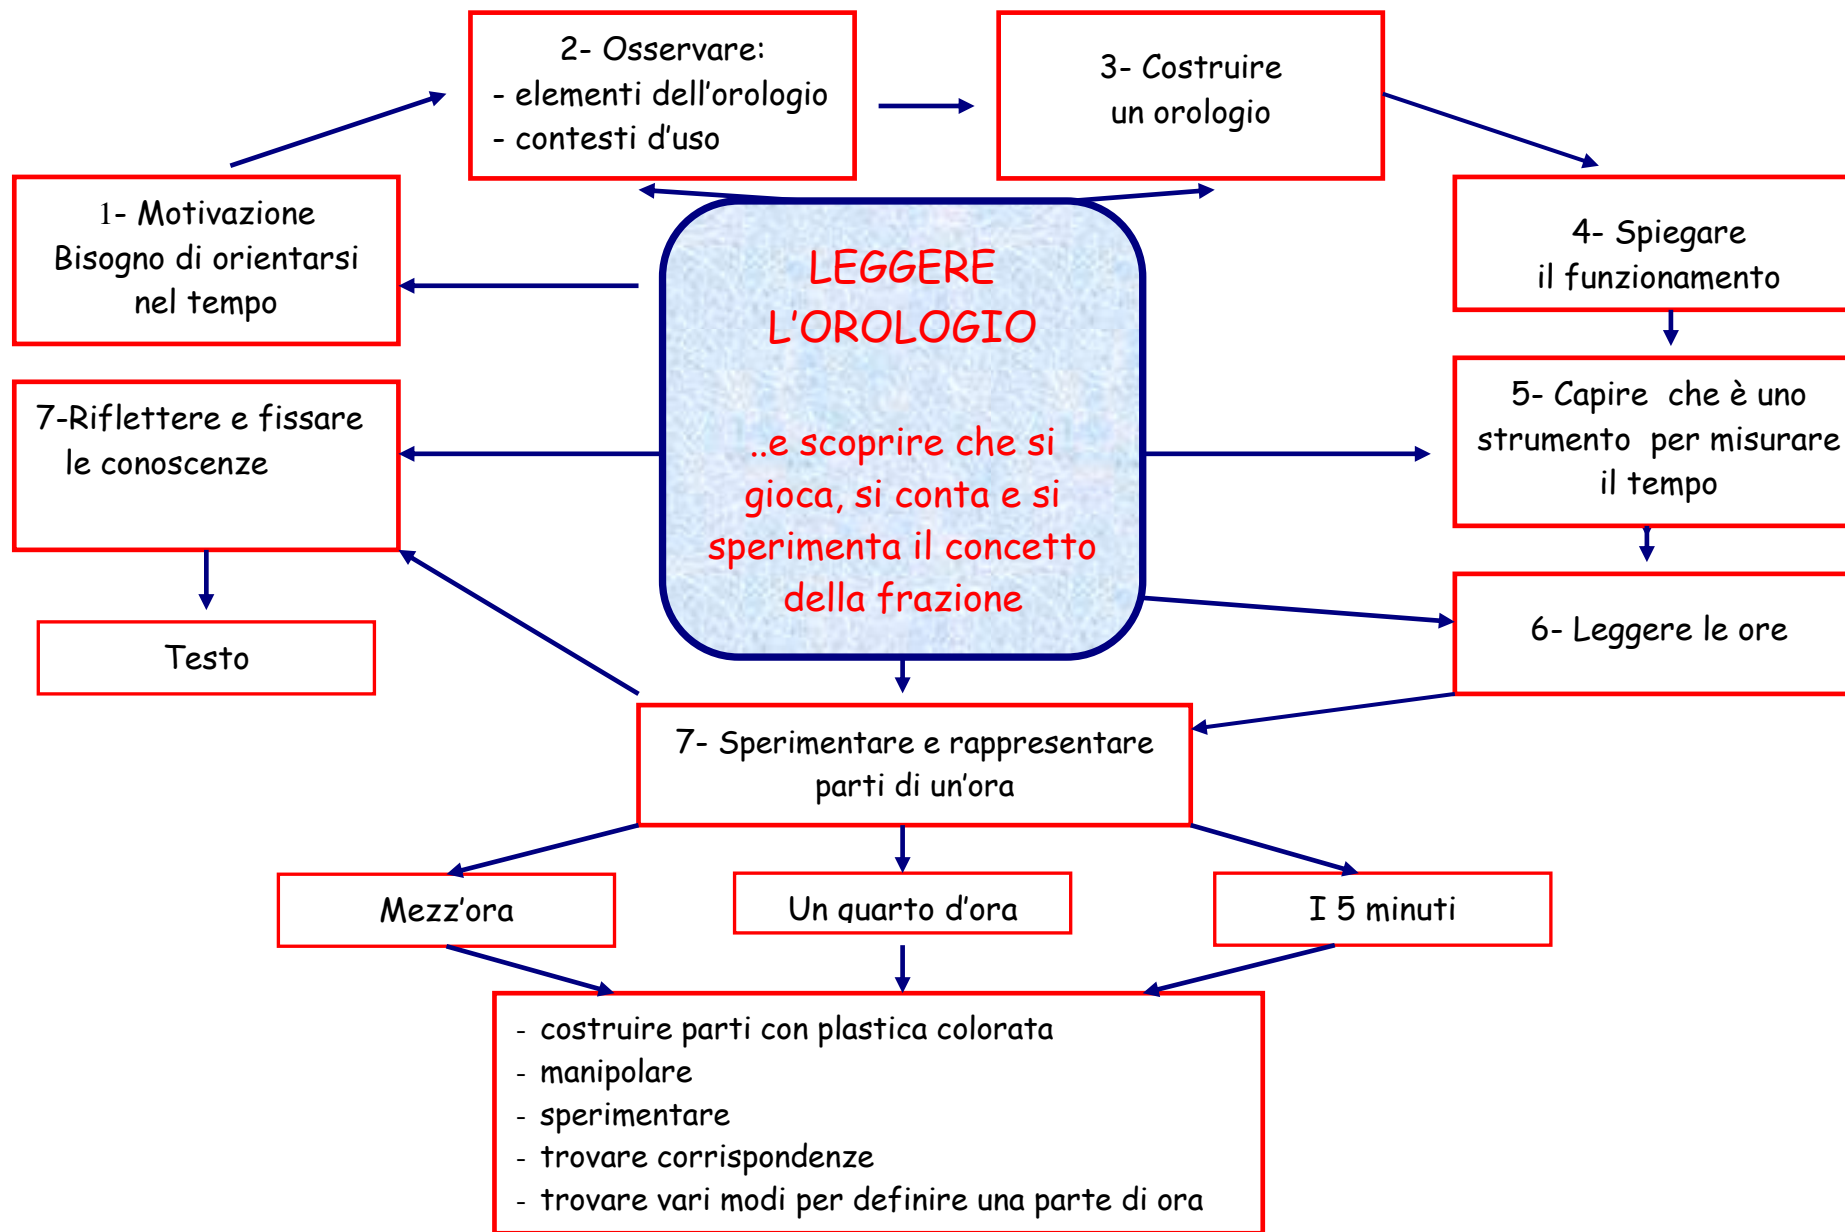 2- Osservare:
- elementi dell'orologio
- contesti d'uso
3- Costruire
un orologio
1- Motivazione
Bisogno di orientarsi
nel tempo
LEGGERE
L'OROLOGIO
..e scoprire che si
gioca, si conta e si
sperimenta il concetto
della frazione
4- Spiegare
il funzionamento
7-Riflettere e fissare
le conoscenze
5- Capire che è uno
strumento per misurare
il tempo
Testo
6- Leggere le ore
7- Sperimentare e rappresentare
parti di un'ora
Mezz'ora
Un quarto d'ora
I 5 minuti
- costruire parti con plastica colorata
- manipolare
- sperimentare
- trovare corrispondenze
- trovare vari modi per definire una parte di ora